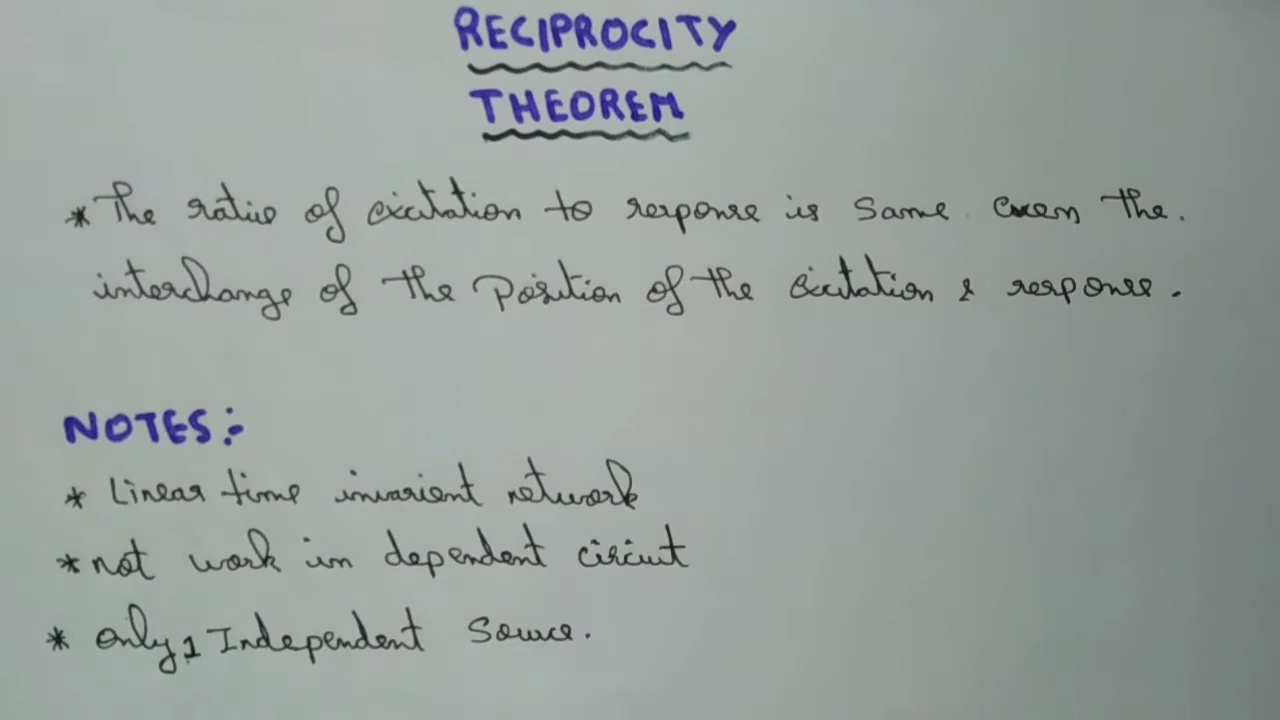 RECIPROCITY
THEOREM
* The ratio of excitation to response is same even the.
interchange of the Position of the excitation & response.
NOTES:-
* Linear time invarient network
* not work in dependent circuit
* only 1 Independent Source.